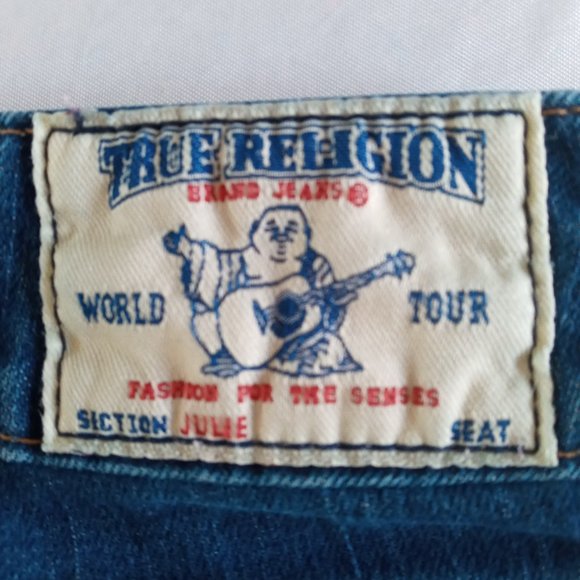 TRUE RELIGION
BRAND JEANS®
WORLD TOUR
FASHION FOR THE SENSES
SECTION JULIE SEAT